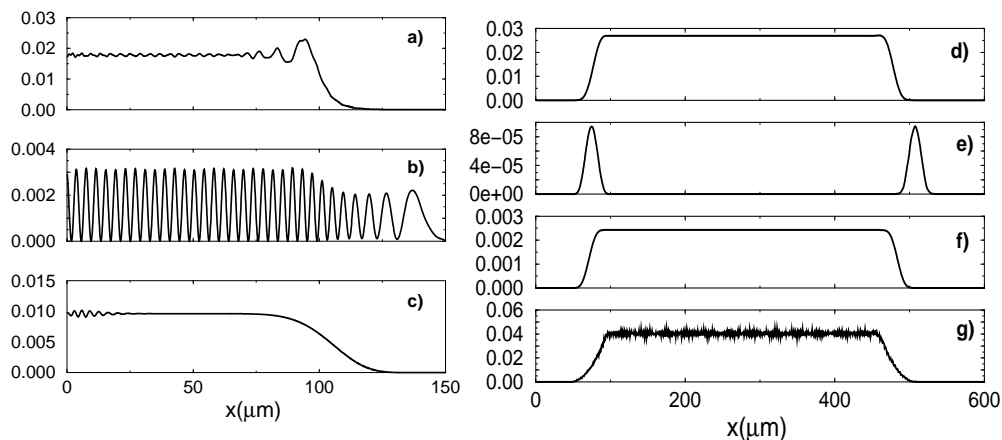 0.03
0.02
0.01
0.00
a)
0.004
0.002
0.000
b)
0.015
0.010
0.005
0.000
c)
0 50 100 150
x(μm)
0.03
0.02
0.01
0.00
d)
8e−05
4e−05
0e+00
e)
0.003
0.002
0.001
0.000
f)
0.06
0.04
0.02
0.00
g)
0 200 400 600
x(μm)